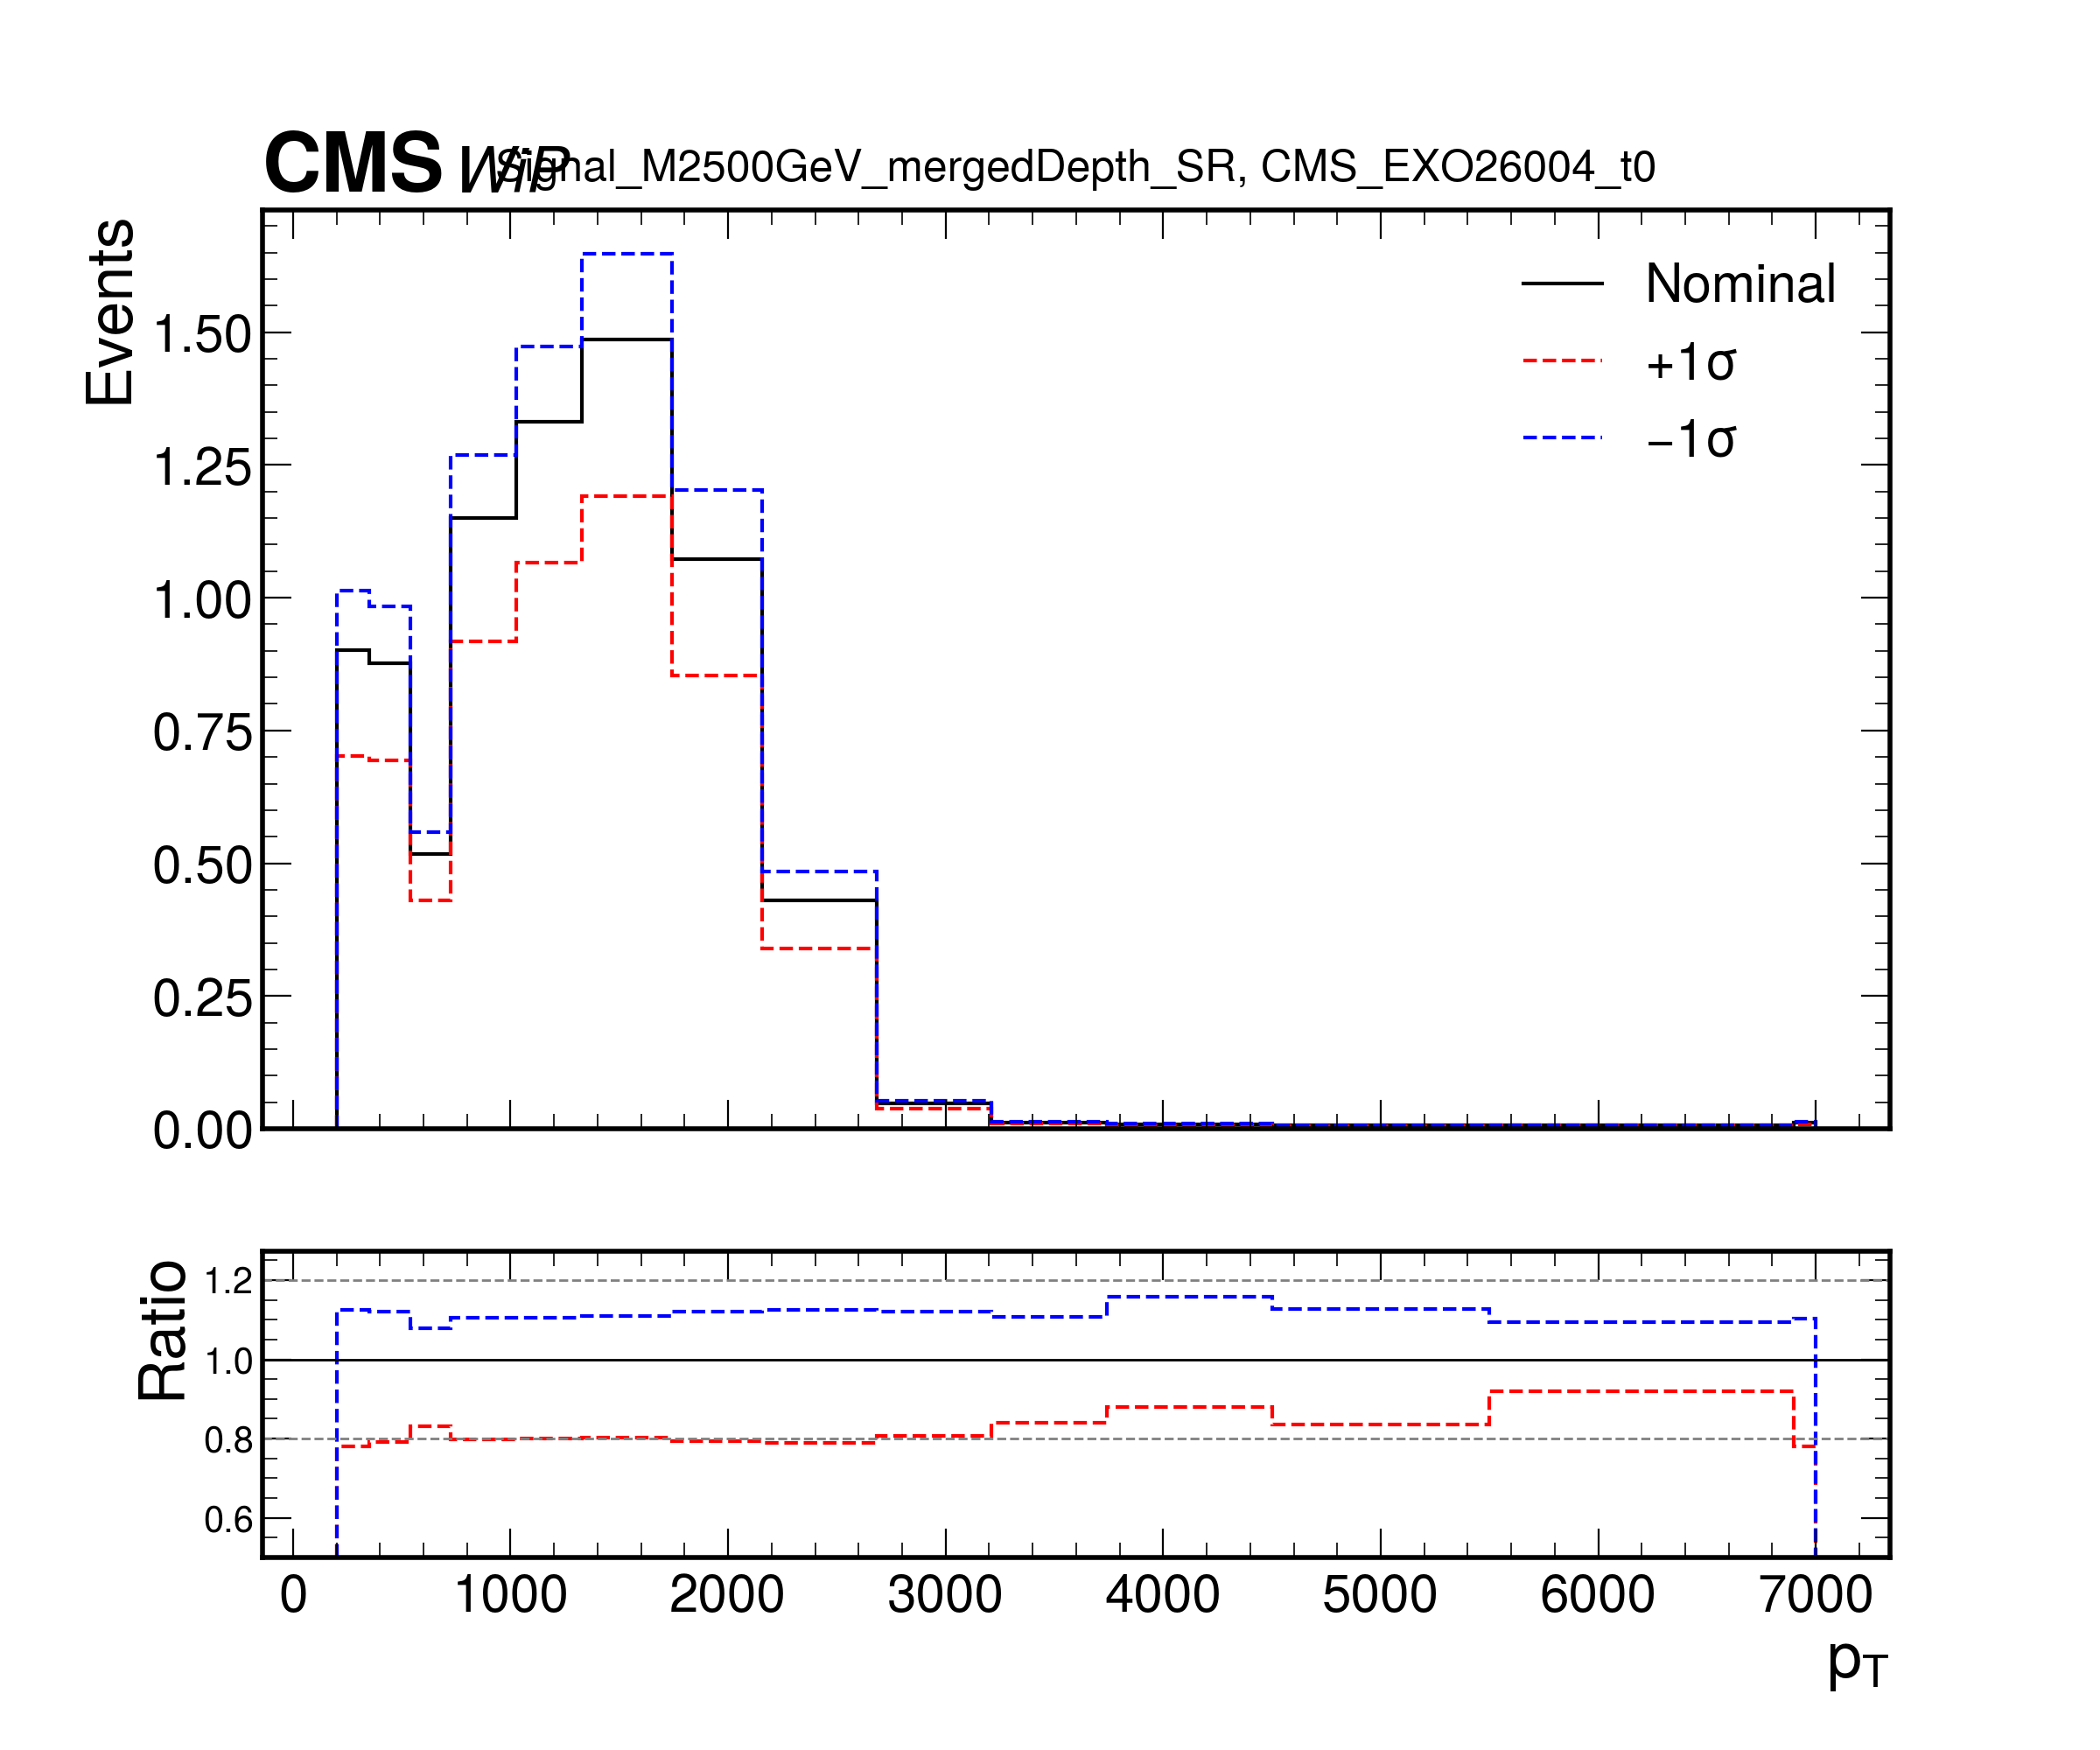 CMS WiP Signal_M2500GeV_mergedDepth_SR, CMS_EXO26004_t0
Events
Nominal
+1σ
−1σ
1.50
1.25
1.00
0.75
0.50
0.25
0.00
Ratio
1.2
1.0
0.8
0.6
0 1000 2000 3000 4000 5000 6000 7000
pT